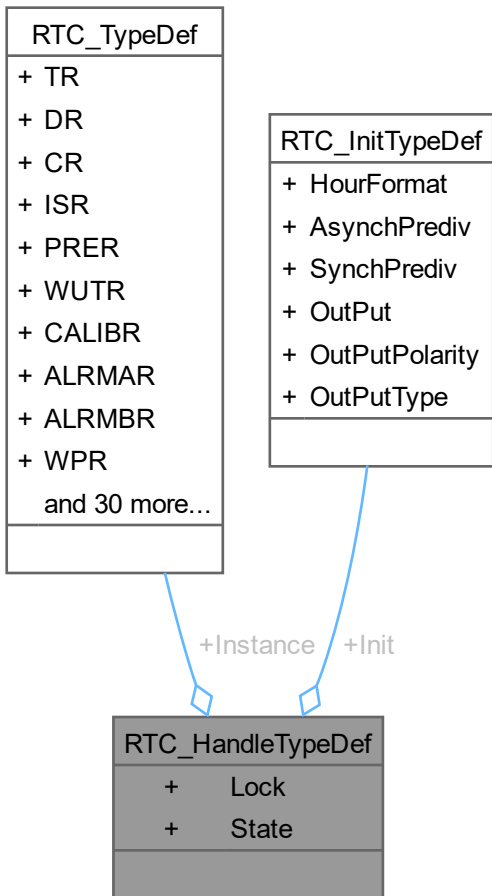 RTC_TypeDef
+ TR
+ DR
+ CR
+ ISR
+ PRER
+ WUTR
+ CALIBR
+ ALRMAR
+ ALRMBR
+ WPR
and 30 more...
RTC_InitTypeDef
+ HourFormat
+ AsynchPrediv
+ SynchPrediv
+ OutPut
+ OutPutPolarity
+ OutPutType
+Instance
+Init
RTC_HandleTypeDef
+ Lock
+ State